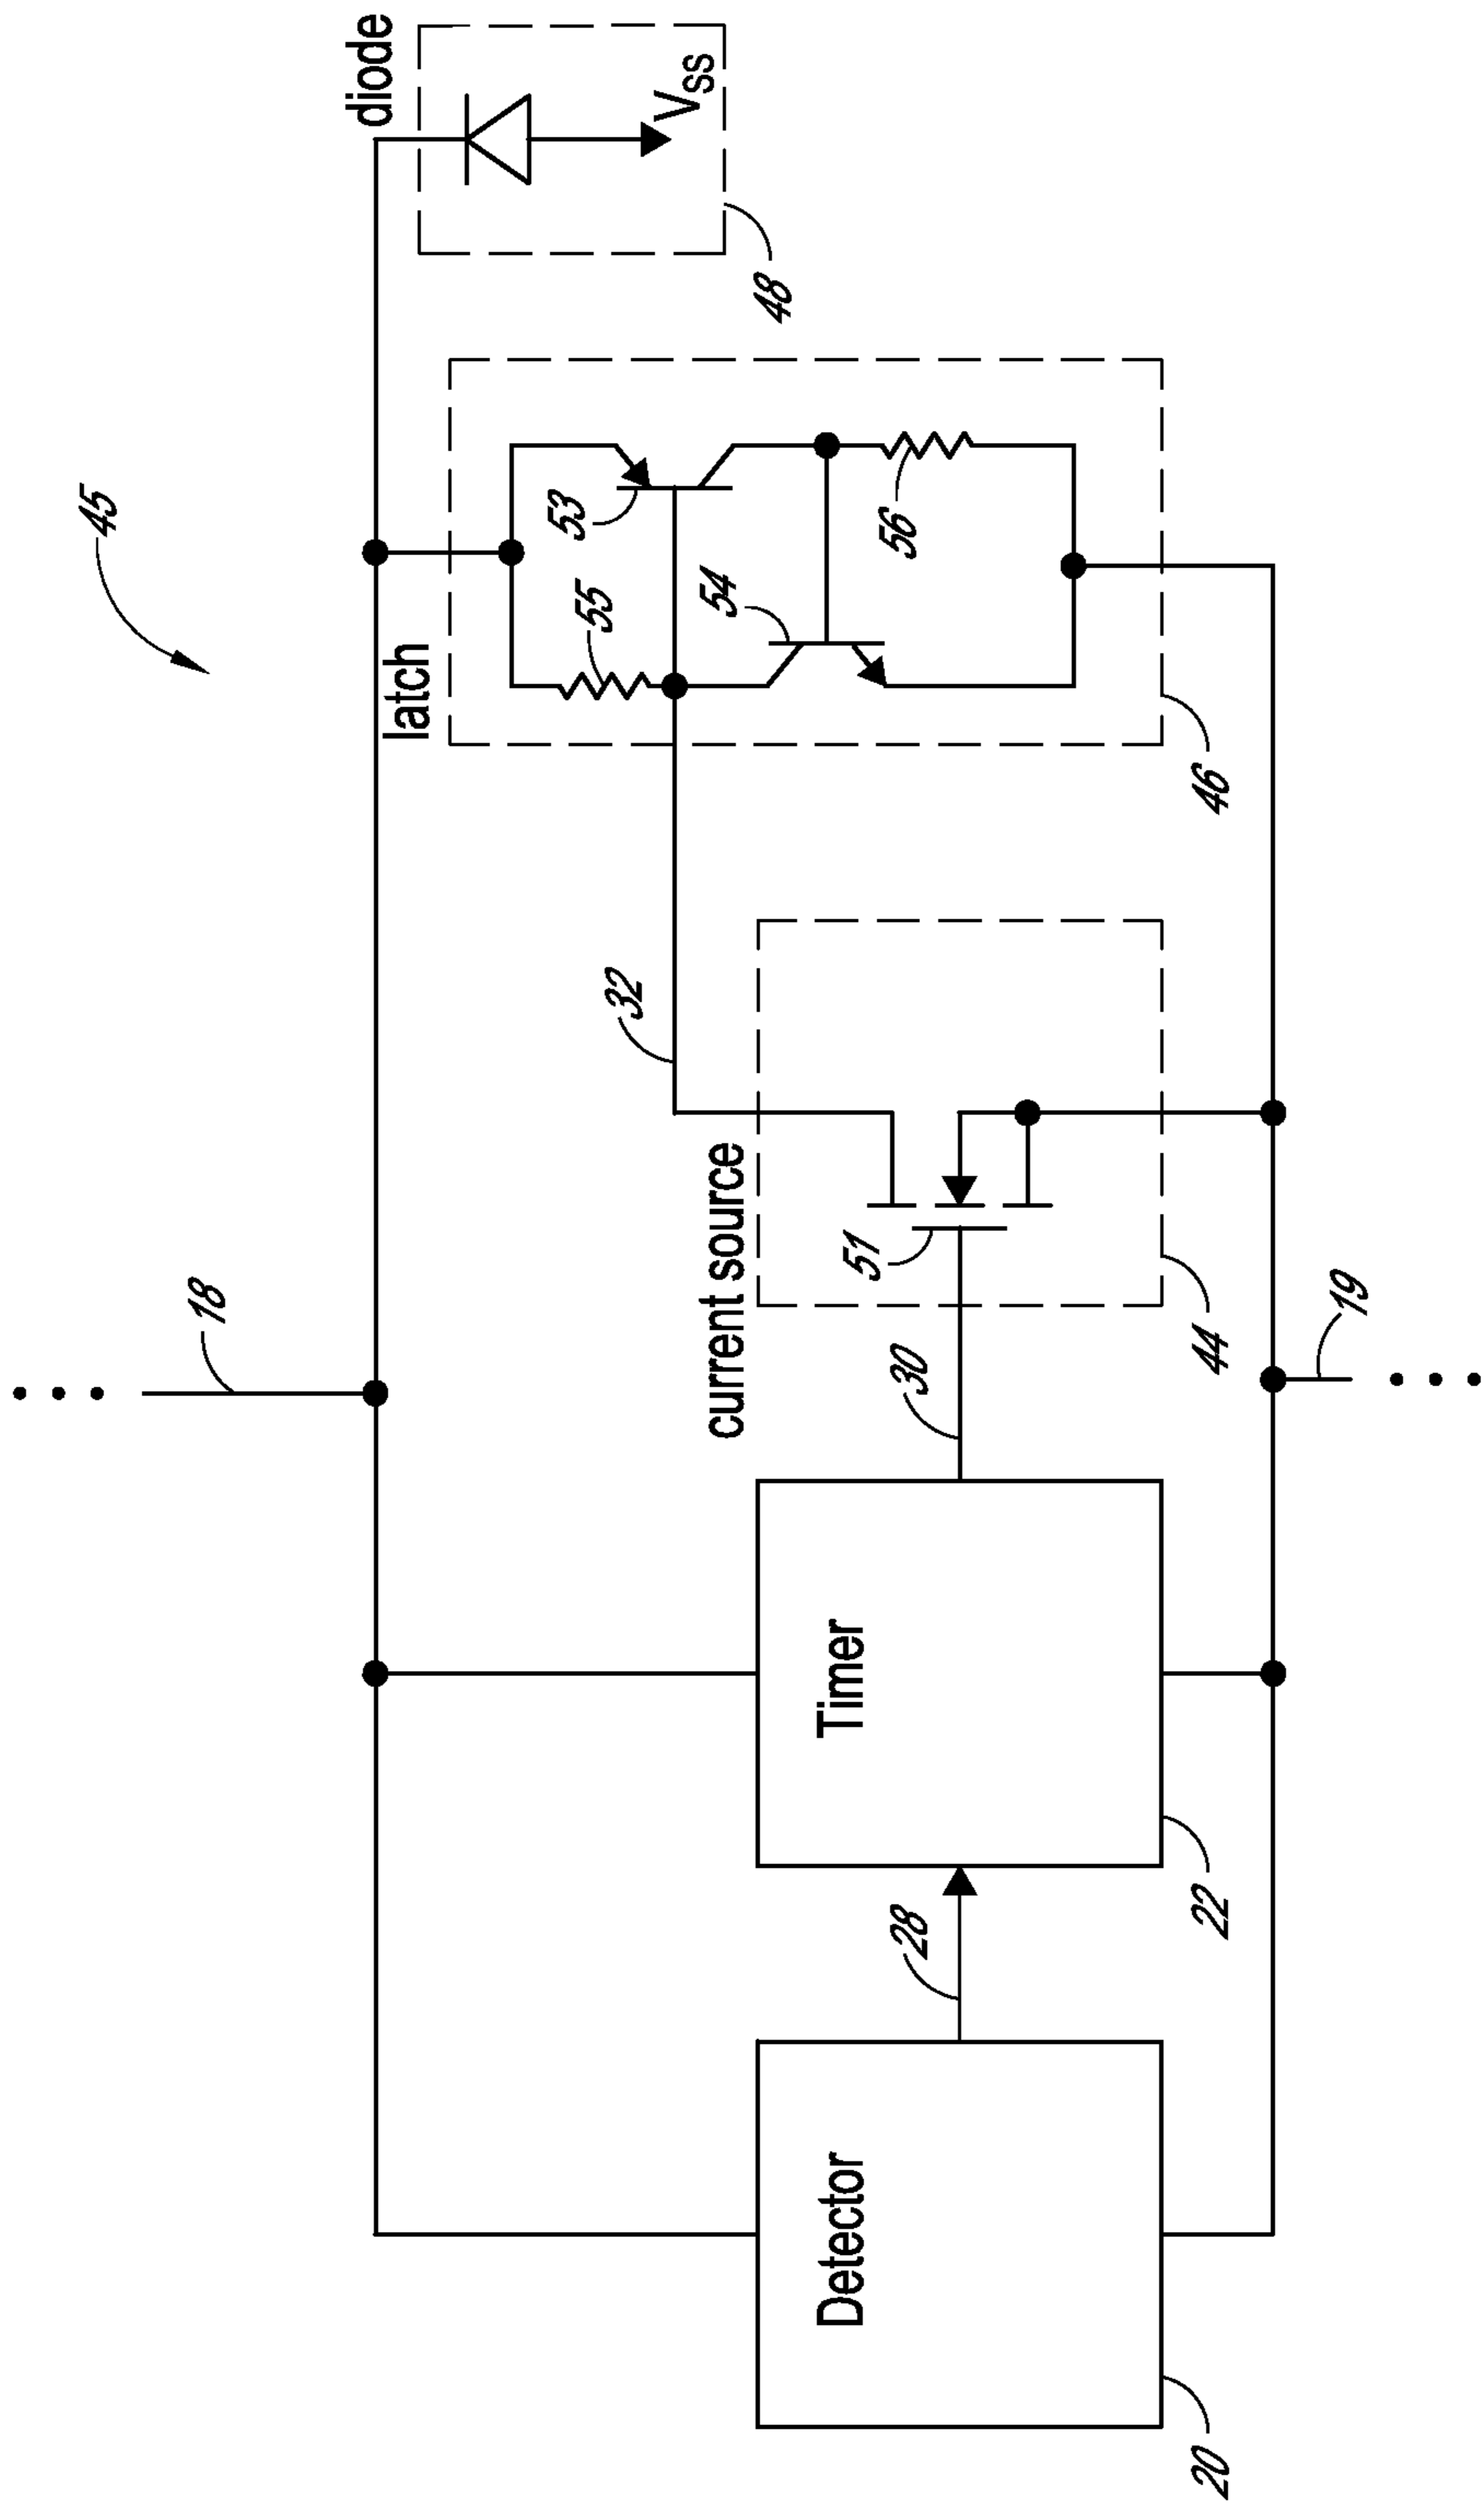 45
18
diode
latch
53
55
32
Vss
54
current source
48
Detector
Timer
51
56
28
30
20
22
44
46
19